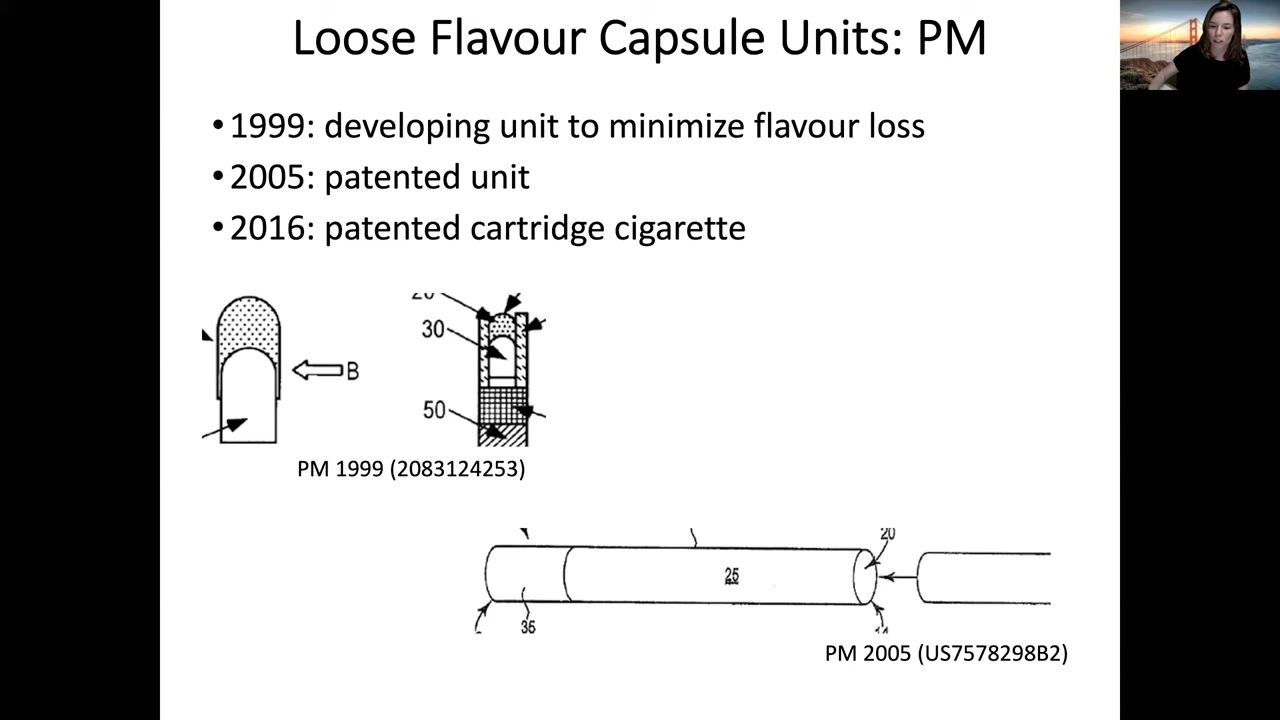 Loose Flavour Capsule Units: PM
• 1999: developing unit to minimize flavour loss
• 2005: patented unit
• 2016: patented cartridge cigarette
30
B
50
PM 1999 (2083124253)
20
25
35
PM 2005 (US7578298B2)